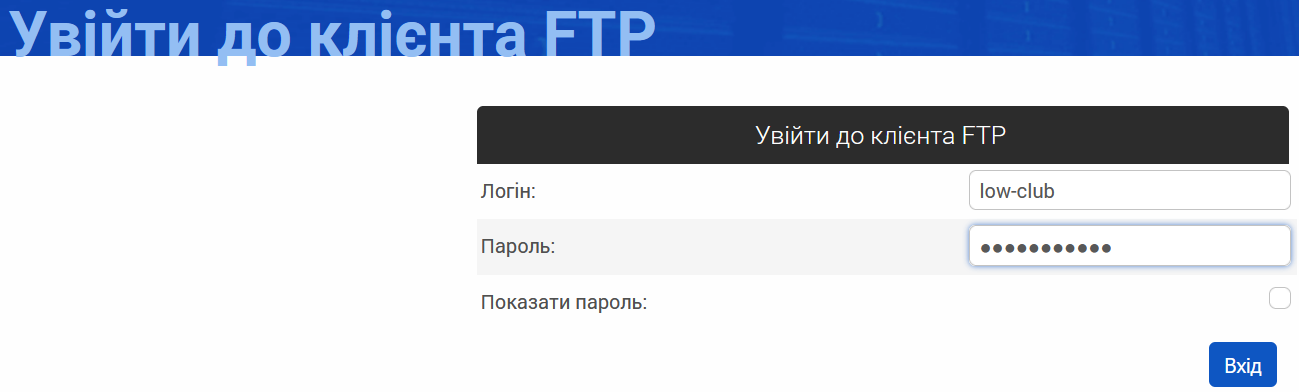 Увійти до клієнта FTP
Увійти до клієнта FTP
Логін: low-club
Пароль: ●●●●●●●●●●●
Показати пароль:
Вхід